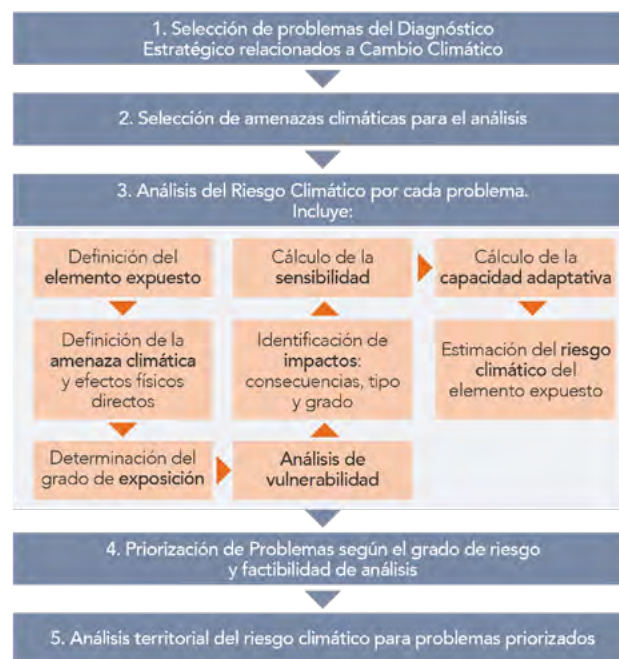 1. Selección de problemas del Diagnóstico
Estratégico relacionados a Cambio Climático
2. Selección de amenazas climáticas para el análisis
3. Análisis del Riesgo Climático por cada problema.
Incluye:
Definición del
elemento expuesto
Definición de la
amenaza climática
y efectos físicos
directos
Determinación del
grado de exposición
Análisis de
vulnerabilidad
Identificación de
impactos:
consecuencias, tipo
y grado
Cálculo de la
sensibilidad
Cálculo de la
capacidad adaptativa
Estimación del riesgo
climático del
elemento expuesto
4. Priorización de Problemas según el grado de riesgo
y factibilidad de análisis
5. Análisis territorial del riesgo climático para problemas priorizados